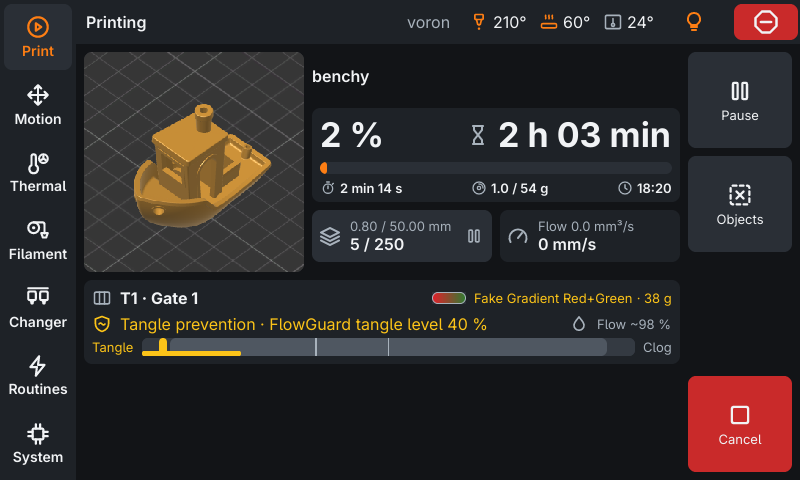 Print
Motion
Thermal
Filament
Changer
Routines
System
Printing
voron
210°
60°
24°
benchy
2 %
2 h 03 min
2 min 14 s
1.0 / 54 g
18:20
0.80 / 50.00 mm
5 / 250
Flow 0.0 mm³/s
0 mm/s
T1 · Gate 1
Fake Gradient Red+Green · 38 g
Tangle prevention · FlowGuard tangle level 40 %
Flow ~98 %
Tangle
Clog
Pause
Objects
Cancel